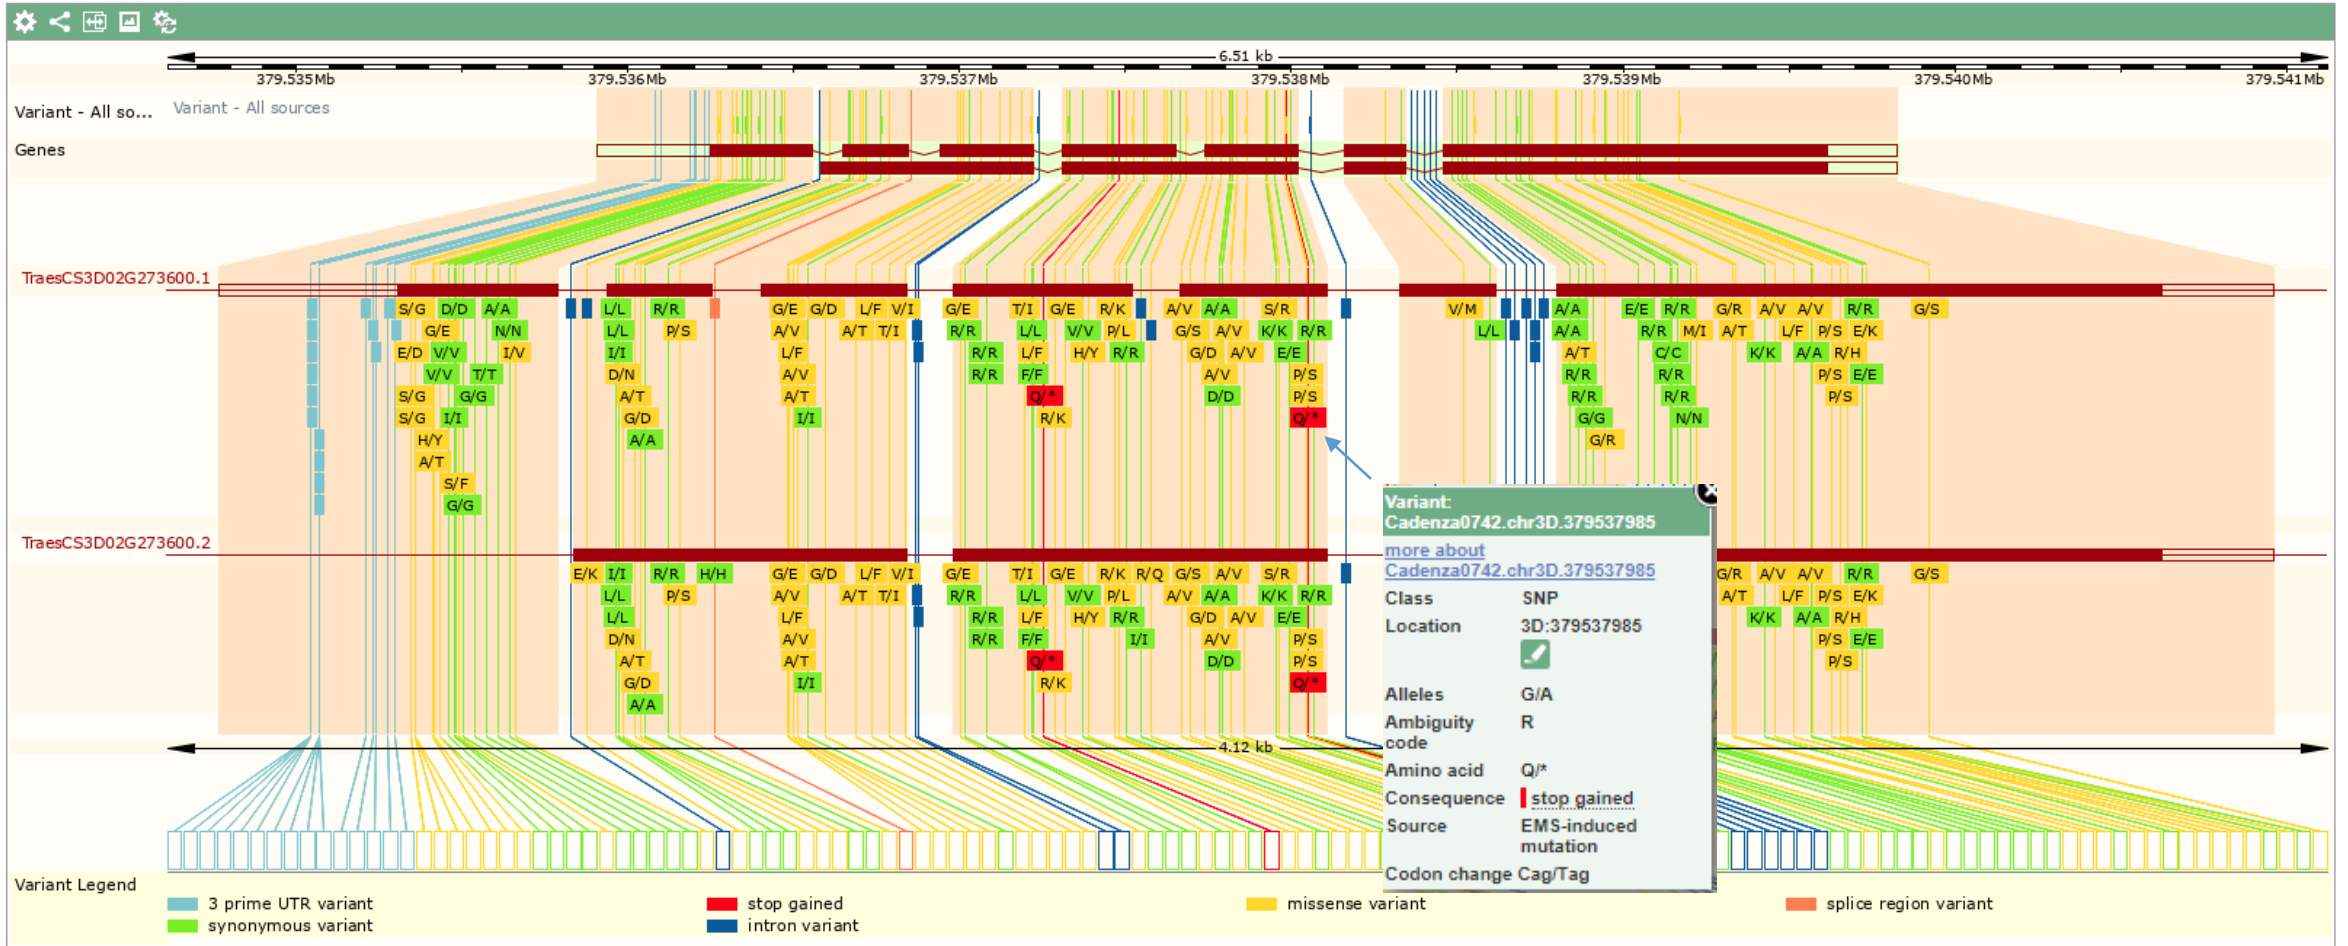 6.51 kb
379.535Mb 379.536Mb 379.537Mb 379.538Mb 379.539Mb 379.540Mb 379.541Mb
Variant - All so... Variant - All sources
Genes
TraesCS3D02G273600.1
S/G D/D A/A L/L R/R G/E G/D L/F V/I G/E T/I G/E R/K A/V A/A S/R V/M A/A E/E R/R G/R A/V A/V R/R G/S
G/E N/N L/L P/S A/V A/T T/I R/R L/L V/V P/L G/S A/V K/K R/R L/L A/A R/R M/I A/T L/F P/S E/K
E/D V/V I/V I/I L/F R/R L/F H/Y R/R G/D A/V E/E A/T C/C K/K A/A R/H
V/V T/T D/N A/V R/R F/F A/V P/S R/R R/R P/S E/E
S/G G/G A/T A/T Q/* D/D P/S R/R R/R P/S
S/G I/I G/D I/I R/K Q/* G/G N/N
H/Y A/A G/R
A/T
S/F
G/G
TraesCS3D02G273600.2
E/K I/I R/R H/H G/E G/D L/F V/I G/E T/I G/E R/K R/Q G/S A/V S/R G/R A/V A/V R/R G/S
L/L P/S A/V A/T T/I R/R L/L V/V P/L A/V A/A K/K R/R A/T L/F P/S E/K
L/L L/F R/R L/F H/Y R/R G/D A/V E/E K/K A/A R/H
D/N A/V R/R F/F I/I A/V P/S P/S E/E
A/T A/T Q/* D/D P/S P/S
G/D I/I R/K Q/*
A/A
4.12 kb
Variant:
Cadenza0742.chr3D.379537985
more about
Cadenza0742.chr3D.379537985
Class SNP
Location 3D:379537985
Alleles G/A
Ambiguity R
code
Amino acid Q/*
Consequence stop gained
Source EMS-induced
mutation
Codon change Cag/Tag
Variant Legend
3 prime UTR variant stop gained missense variant splice region variant
synonymous variant intron variant